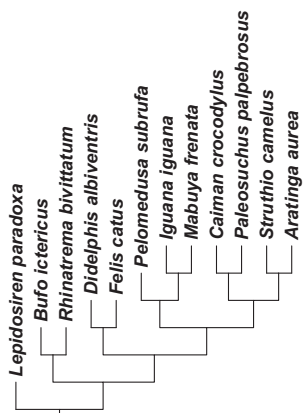 Lepidosiren paradoxa
Bufo ictericus
Rhinatrema bivittatum
Didelphis albiventris
Felis catus
Pelomedusa subrufa
Iguana iguana
Mabuya frenata
Caiman crocodylus
Paleosuchus palpebrosus
Struthio camelus
Aratinga aurea